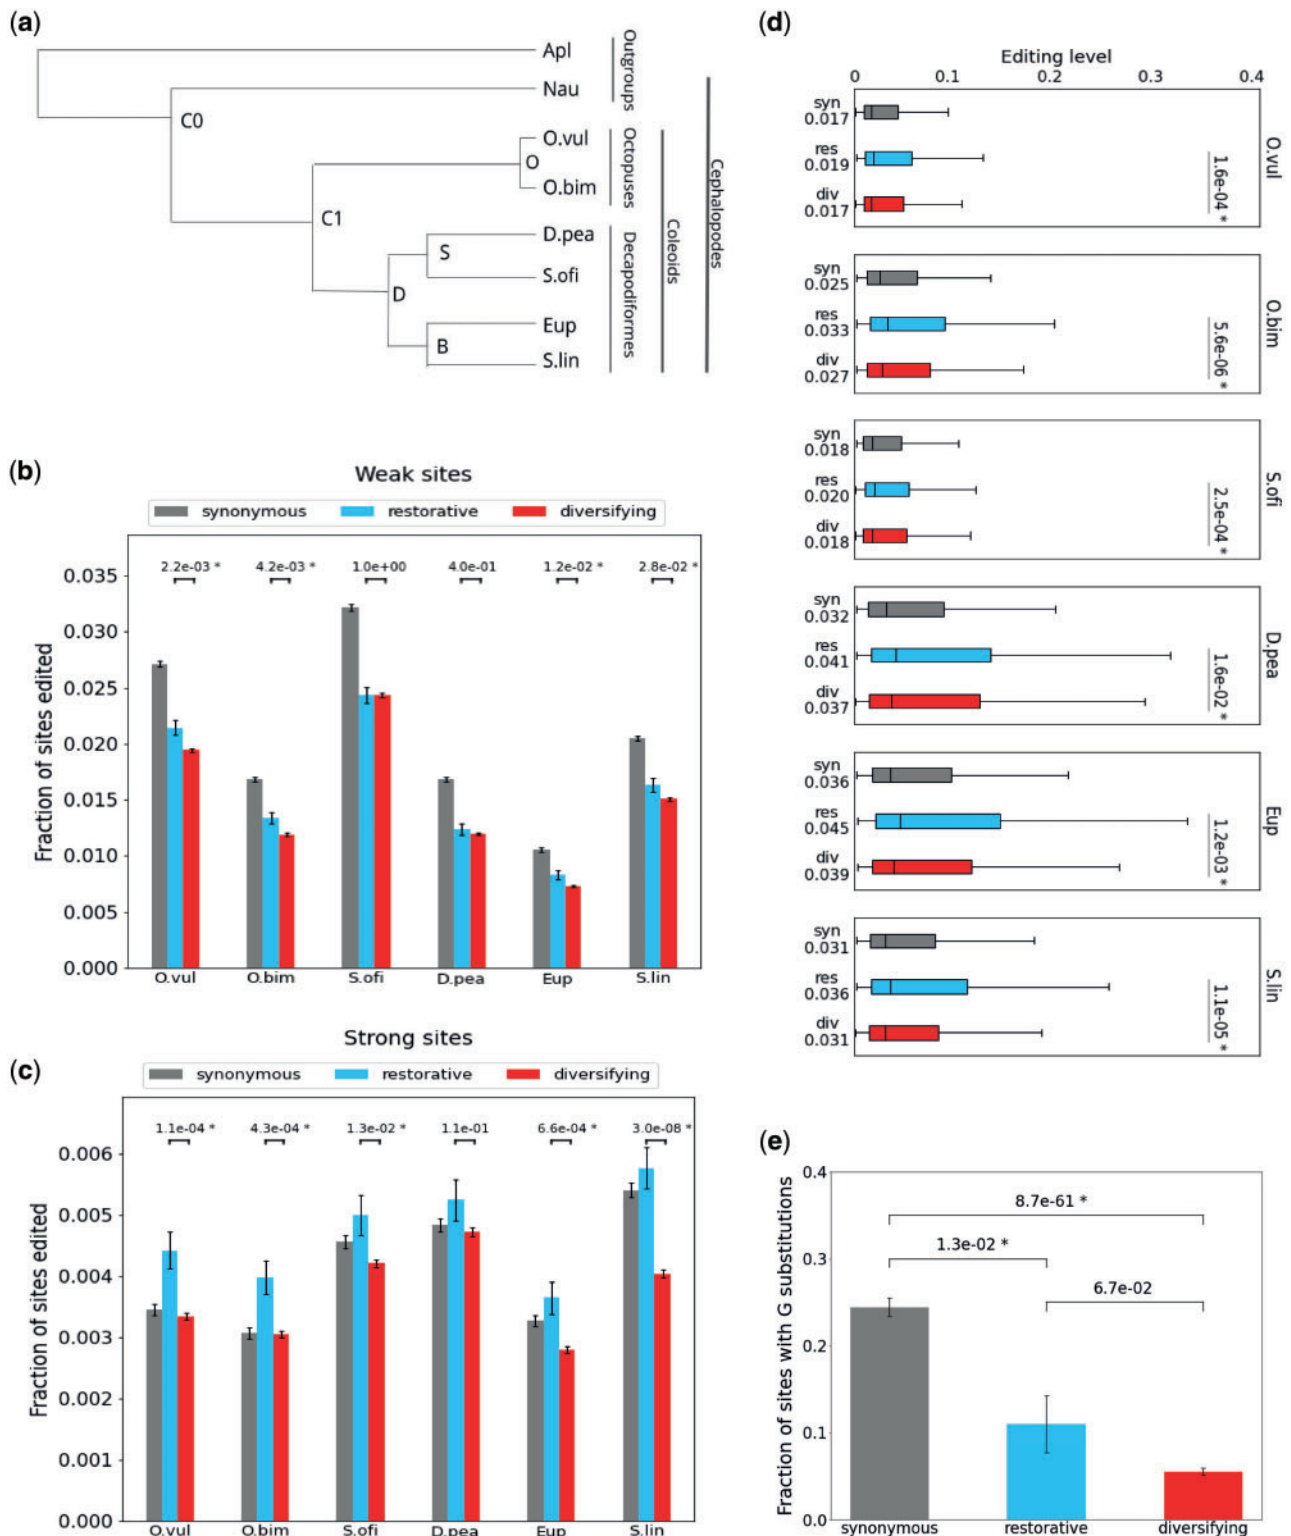 (a)
Apl
Nau
C0
O.vul
O
O.bim
C1
D.pea
S
S.ofi
D
Eup
B
S.lin
Outgroups
Octopuses
Decapodiformes
Coleoids
Cephalopodes
(b)
Weak sites
synonymous restorative diversifying
2.2e-03 * 4.2e-03 * 1.0e+00 4.0e-01 1.2e-02 * 2.8e-02 *
Fraction of sites edited
0.035
0.030
0.025
0.020
0.015
0.010
0.005
0.000
O.vul O.bim S.ofi D.pea Eup S.lin
(c)
Strong sites
synonymous restorative diversifying
1.1e-04 * 4.3e-04 * 1.3e-02 * 1.1e-01 6.6e-04 * 3.0e-08 *
Fraction of sites edited
0.006
0.005
0.004
0.003
0.002
0.001
0.000
O.vul O.bim S.ofi D.pea Eup S.lin
(d)
Editing level
0 0.1 0.2 0.3 0.4
syn
0.017
res
0.019
div
0.017
1.6e-04 *
O.vul
syn
0.025
res
0.033
div
0.027
5.6e-06 *
O.bim
syn
0.018
res
0.020
div
0.018
2.5e-04 *
S.ofi
syn
0.032
res
0.041
div
0.037
1.6e-02 *
D.pea
syn
0.036
res
0.045
div
0.039
1.2e-03 *
Eup
syn
0.031
res
0.036
div
0.031
1.1e-05 *
S.lin
(e)
Fraction of sites with G substitutions
0.4
0.3
0.2
0.1
0.0
8.7e-61 *
1.3e-02 *
6.7e-02
synonymous restorative diversifying